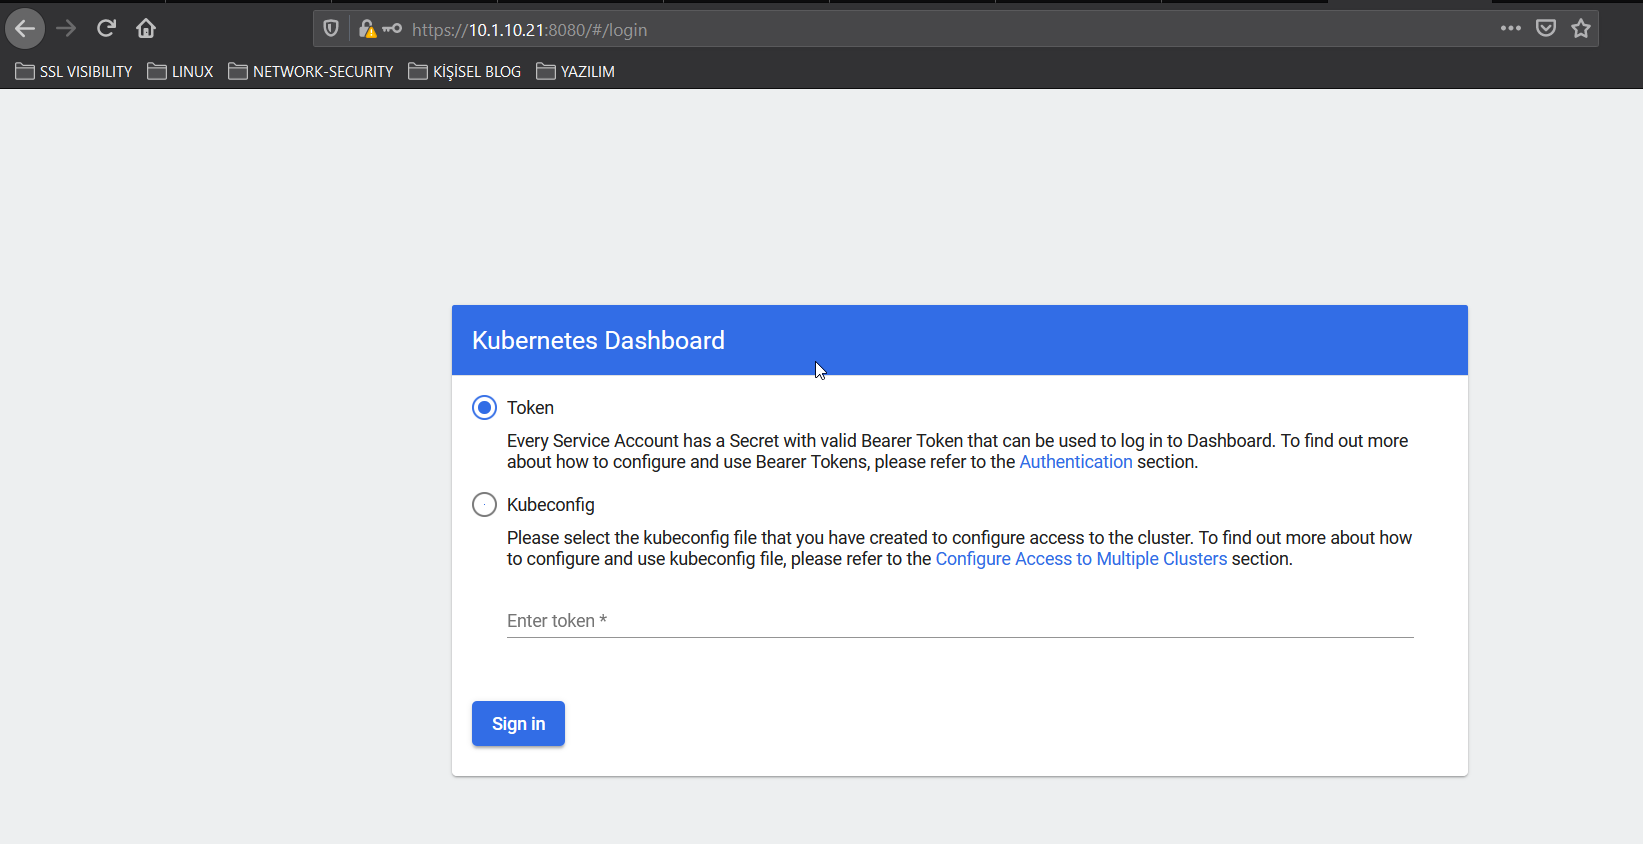 https://10.1.10.21:8080/#/login
SSL VISIBILITY LINUX NETWORK-SECURITY KİŞİSEL BLOG YAZILIM
Kubernetes Dashboard
Token
Every Service Account has a Secret with valid Bearer Token that can be used to log in to Dashboard. To find out more
about how to configure and use Bearer Tokens, please refer to the Authentication section.
Kubeconfig
Please select the kubeconfig file that you have created to configure access to the cluster. To find out more about how
to configure and use kubeconfig file, please refer to the Configure Access to Multiple Clusters section.
Enter token *
Sign in